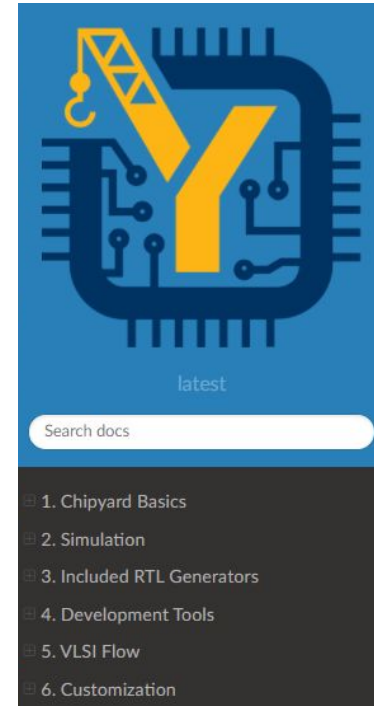 latest
Search docs
1. Chipyard Basics
2. Simulation
3. Included RTL Generators
4. Development Tools
5. VLSI Flow
6. Customization